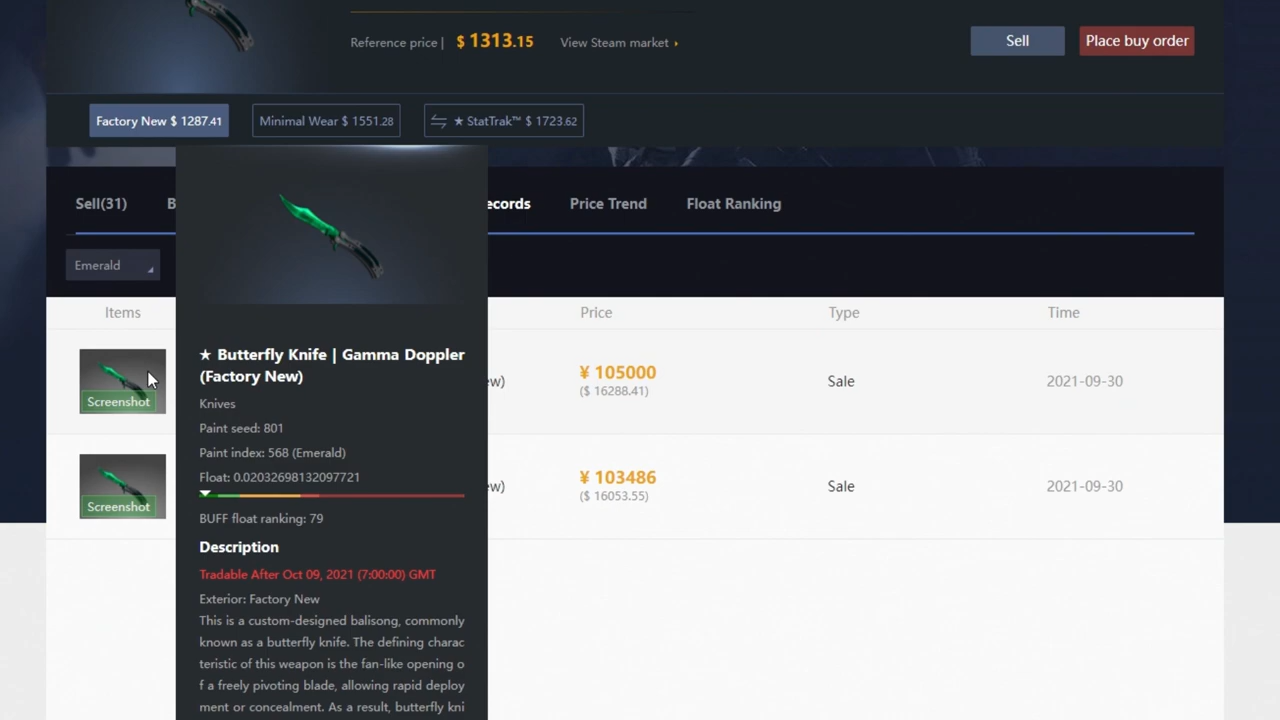 Reference price | $ 1313.15 View Steam market ›
Sell
Place buy order
Factory New $ 1287.41
Minimal Wear $ 1551.28
★ StatTrak™ $ 1723.62
Sell(31) B ecords Price Trend Float Ranking
Emerald
Items Price Type Time
Screenshot
ew) ¥ 105000 Sale 2021-09-30
($ 16288.41)
Screenshot
ew) ¥ 103486 Sale 2021-09-30
($ 16053.55)
★ Butterfly Knife | Gamma Doppler
(Factory New)
Knives
Paint seed: 801
Paint index: 568 (Emerald)
Float: 0.02032698132097721
BUFF float ranking: 79
Description
Tradable After Oct 09, 2021 (7:00:00) GMT
Exterior: Factory New
This is a custom-designed balisong, commonly
known as a butterfly knife. The defining charac
teristic of this weapon is the fan-like opening o
f a freely pivoting blade, allowing rapid deploy
ment or concealment. As a result, butterfly kni